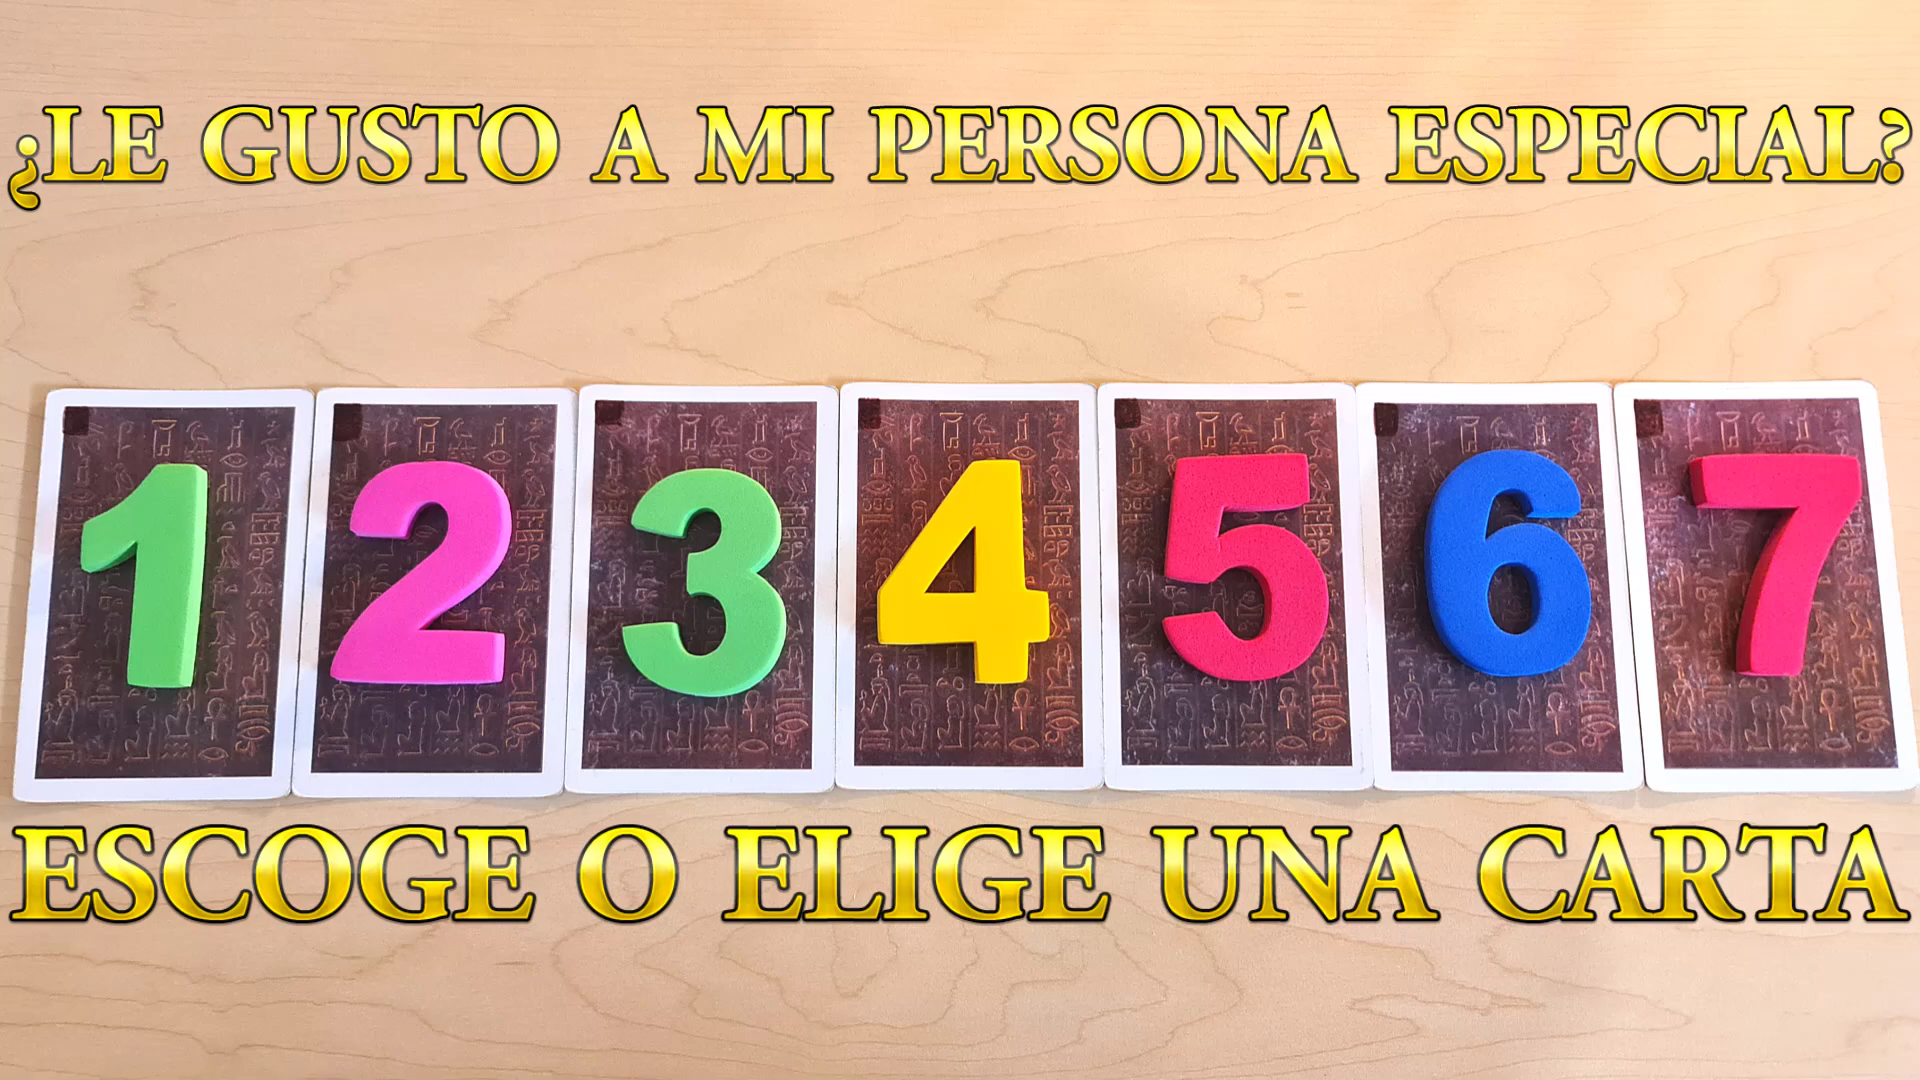 ¿LE GUSTO A MI PERSONA ESPECIAL?
1 2 3 4 5 6 7
ESCOGE O ELIGE UNA CARTA